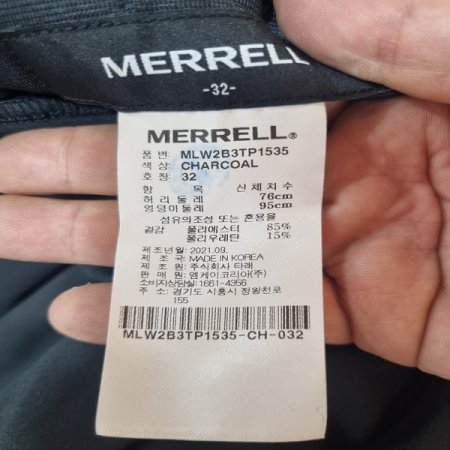 MERRELL
-32-
MERRELL®
품 번: MLW2B3TP1535
색 상: CHARCOAL
호 칭: 32
항 목 신체치수
허리둘레 76cm
엉덩이둘레 95cm
섬유의조성 또는 혼용율
겉감 폴리에스터 85%
폴리우레탄 15%
제조년월: 2021.09.
제 조 국: MADE IN KOREA
제 조 원: 주식회사 타래
판 매 원: 엠케이코리아(주)
소비자상담실: 1661-4356
주 소: 경기도 시흥시 정왕천로
155
MLW2B3TP1535-CH-032